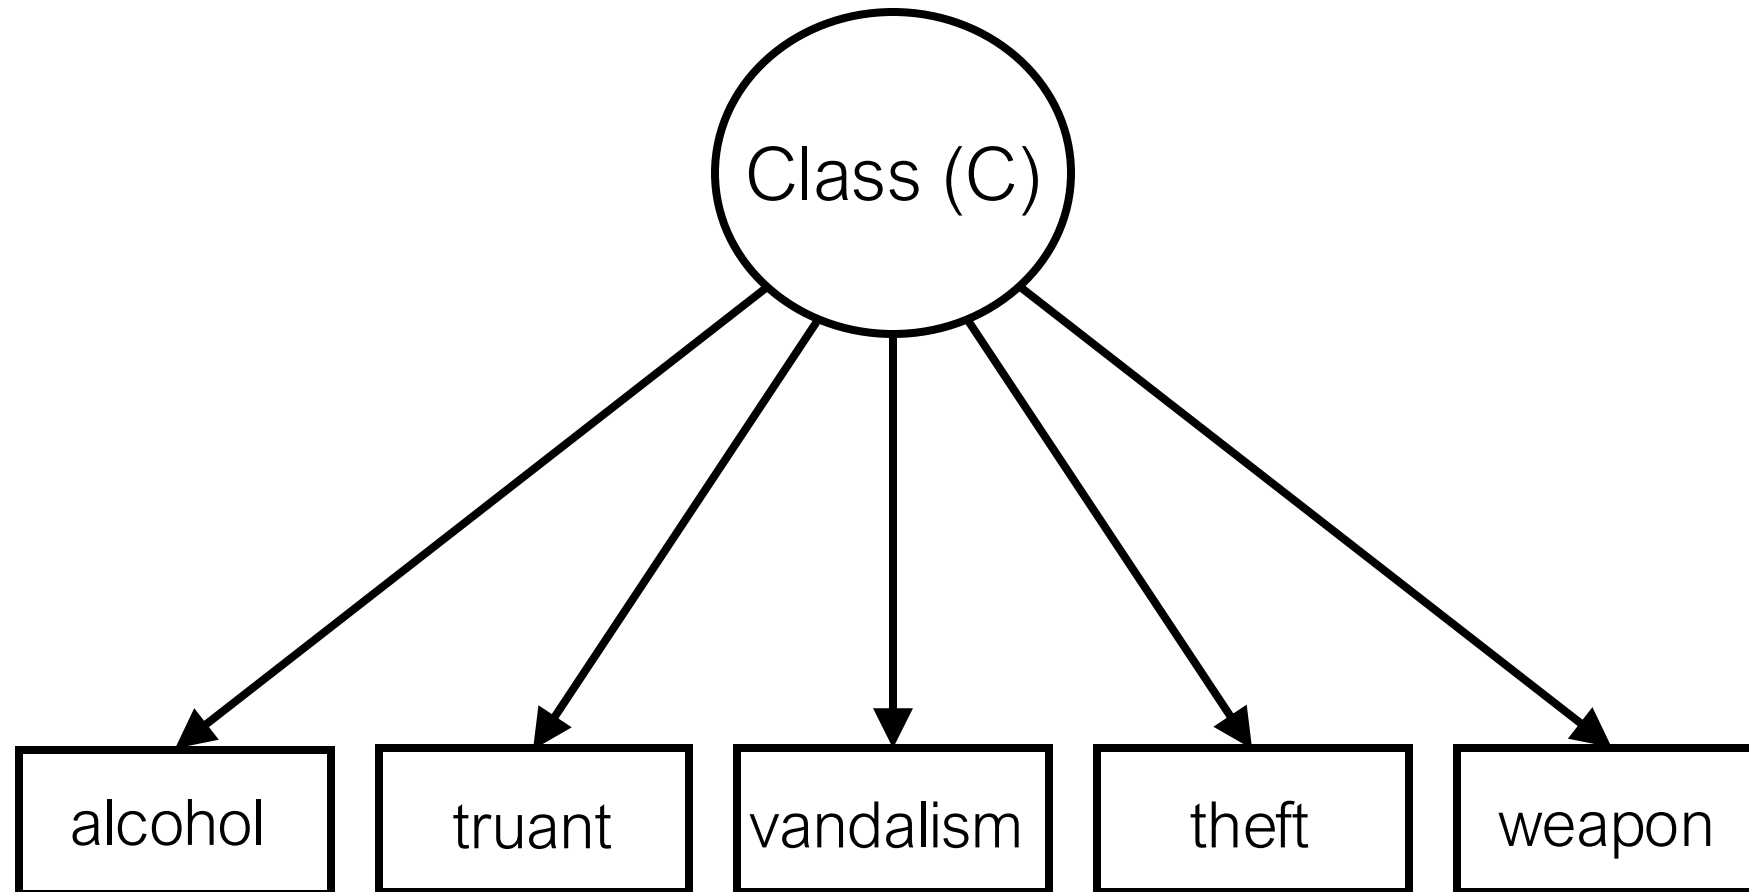 Class (C)
alcohol
truant
vandalism
theft
weapon